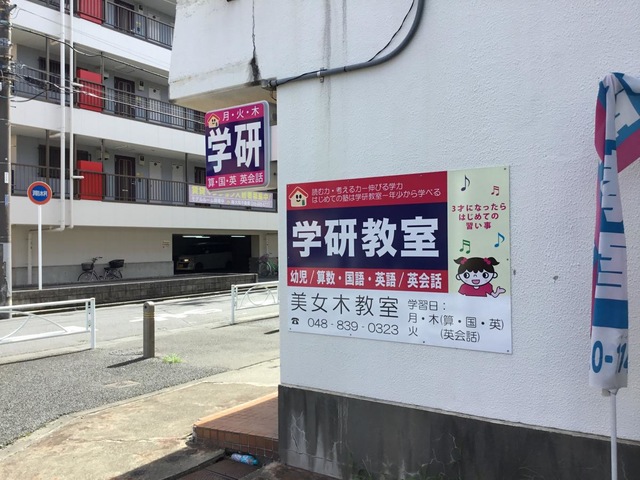 月・火・木
学研
算・国・英 英会話
読む力・考える力―伸びる学力
はじめての塾は学研教室―年少から学べる
学研教室
幼児/算数・国語・英語/英会話
美女木教室
☎ 048-839-0323
学習日:
月・木(算・国・英)
火 (英会話)
3才になったら
はじめての
習い事